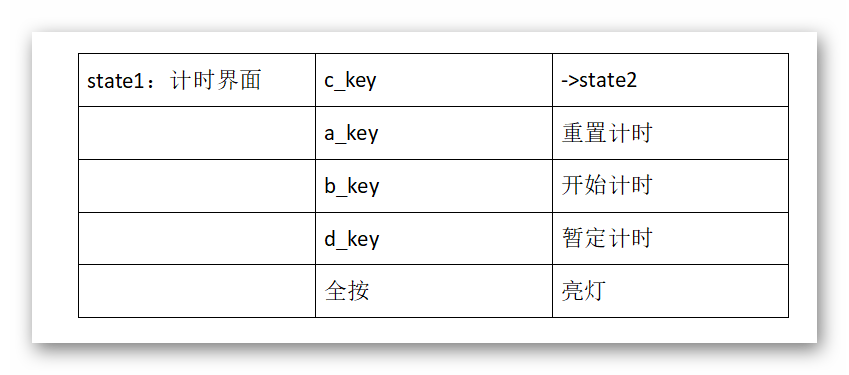 state1：计时界面 c_key ->state2
a_key 重置计时
b_key 开始计时
d_key 暂定计时
全按 亮灯